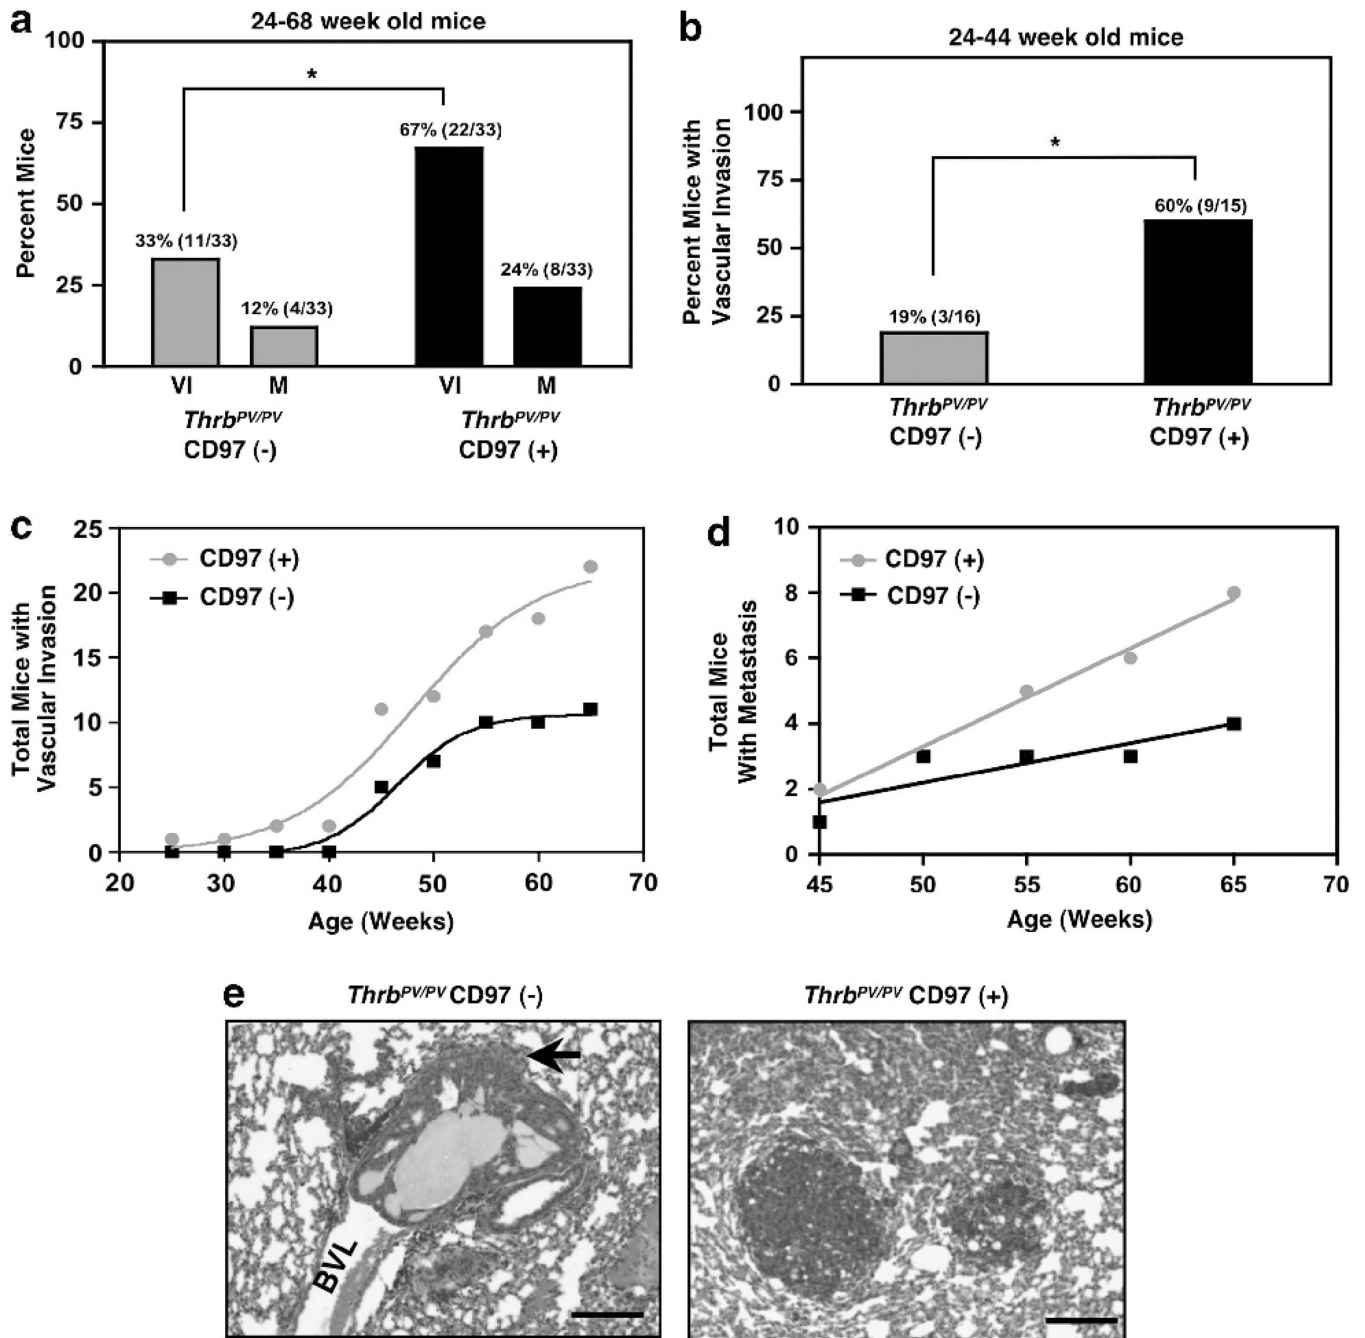 a
24-68 week old mice
100
75
50
25
0
Percent Mice
*
33% (11/33)
12% (4/33)
67% (22/33)
24% (8/33)
VI
M
VI
M
Thrb^PV/PV
CD97 (-)
Thrb^PV/PV
CD97 (+)
b
24-44 week old mice
100
75
50
25
0
Percent Mice with
Vascular Invasion
*
19% (3/16)
60% (9/15)
Thrb^PV/PV
CD97 (-)
Thrb^PV/PV
CD97 (+)
c
25
20
15
10
5
0
Total Mice with
Vascular Invasion
CD97 (+)
CD97 (-)
20 30 40 50 60 70
Age (Weeks)
d
10
8
6
4
2
0
Total Mice
With Metastasis
CD97 (+)
CD97 (-)
45 50 55 60 65 70
Age (Weeks)
e
Thrb^PV/PV CD97 (-)
Thrb^PV/PV CD97 (+)
BVL